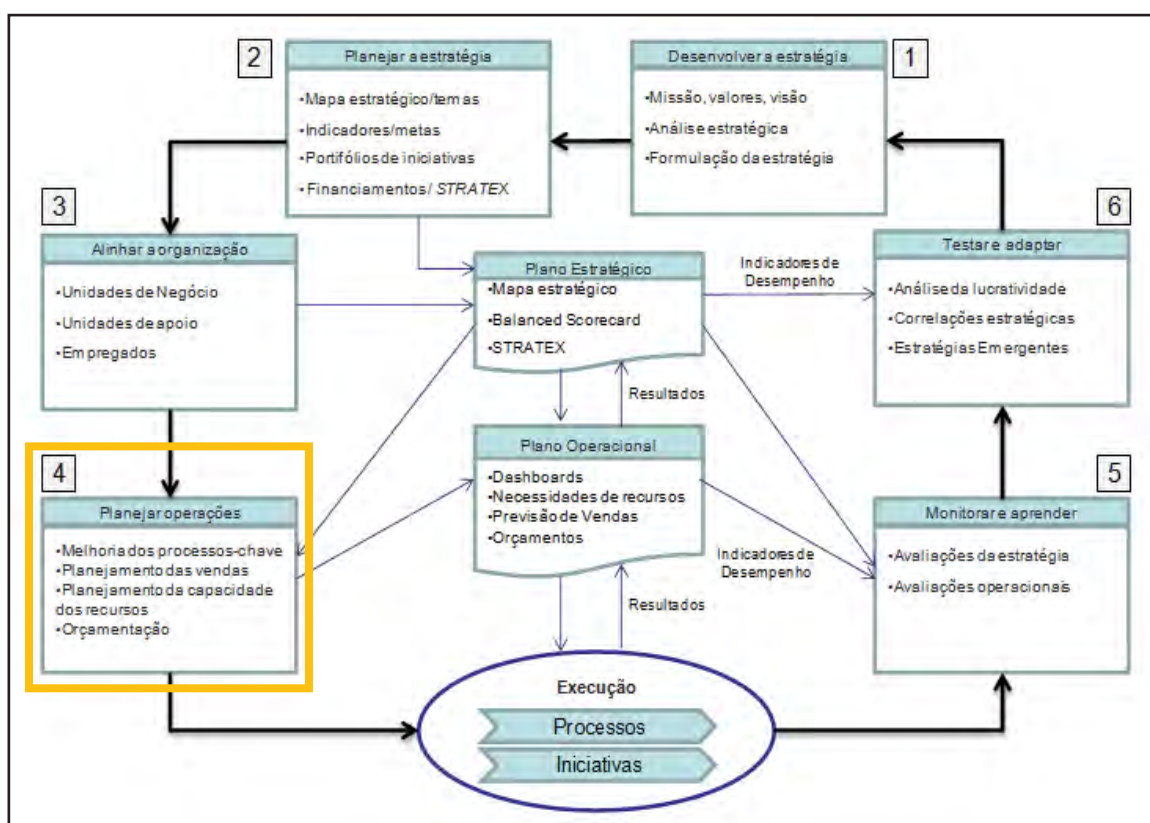 2
Planejar a estratégia
•Mapa estratégico/temas
•Indicadores/metas
•Portifólios de iniciativas
•Financiamentos / STRATEX
Desenvolver a estratégia
1
•Missão, valores, visão
•Análise estratégica
•Formulação da estratégia
3
Alinhar a organização
•Unidades de Negócio
•Unidades de apoio
•Empregados
Plano Estratégico
•Mapa estratégico
•Balanced Scorecard
•STRATEX
Indicadores de
Desempenho
6
Testar e adaptar
•Análise da lucratividade
•Correlações estratégicas
•Estratégias Emergentes
Resultados
4
Planejar operações
•Melhoria dos processos-chave
•Planejamento das vendas
•Planejamento da capacidade
dos recursos
•Orçamentação
Plano Operacional
•Dashboards
•Necessidades de recursos
•Previsão de Vendas
•Orçamentos
Indicadores de
Desempenho
Resultados
5
Monitorar e aprender
•Avaliações da estratégia
•Avaliações operacionais
Execução
Processos
Iniciativas